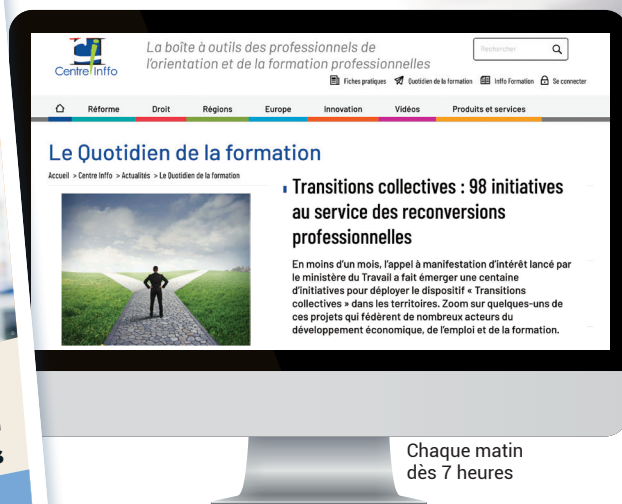 Centre Inffo
La boîte à outils des professionnels de
l'orientation et de la formation professionnelles
Rechercher
Fiches pratiques
Quotidien de la formation
Inffo Formation
Se connecter
Réforme
Droit
Régions
Europe
Innovation
Vidéos
Produits et services
Le Quotidien de la formation
Accueil > Centre Inffo > Actualités > Le Quotidien de la formation
Transitions collectives : 98 initiatives
au service des reconversions
professionnelles
En moins d'un mois, l'appel à manifestation d'intérêt lancé par
le ministère du Travail a fait émerger une centaine
d'initiatives pour déployer le dispositif « Transitions
collectives » dans les territoires. Zoom sur quelques-uns de
ces projets qui fédèrent de nombreux acteurs du
développement économique, de l'emploi et de la formation.
Chaque matin
dès 7 heures